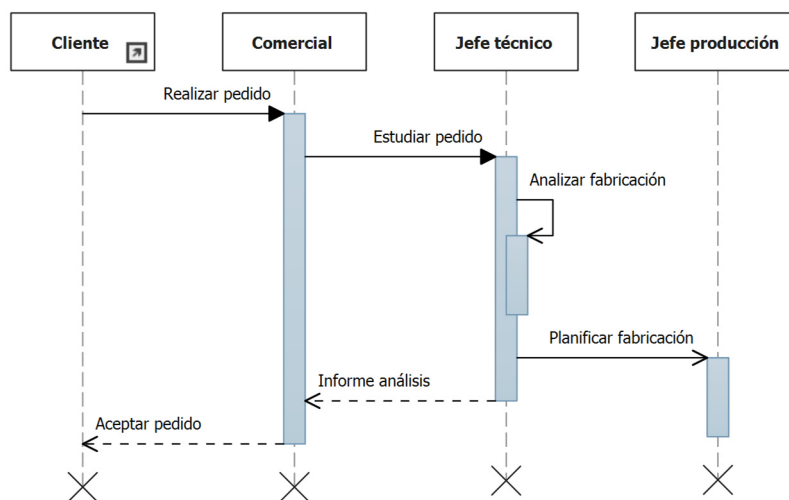 Cliente
Comercial
Jefe técnico
Jefe producción
Realizar pedido
Estudiar pedido
Analizar fabricación
Planificar fabricación
Informe análisis
Aceptar pedido